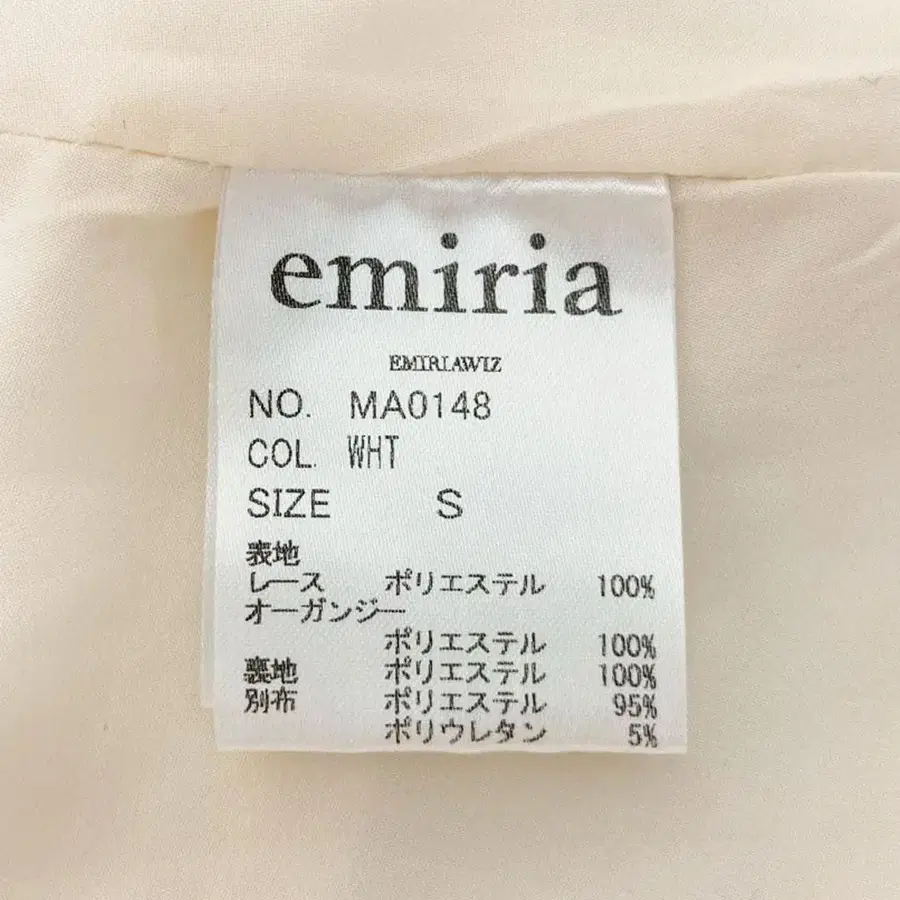 emiria
EMIRIAWIZ
NO. MA0148
COL. WHT
SIZE S
表地
レース ポリエステル 100%
オーガンジー
ポリエステル 100%
裏地 ポリエステル 100%
別布 ポリエステル 95%
ポリウレタン 5%